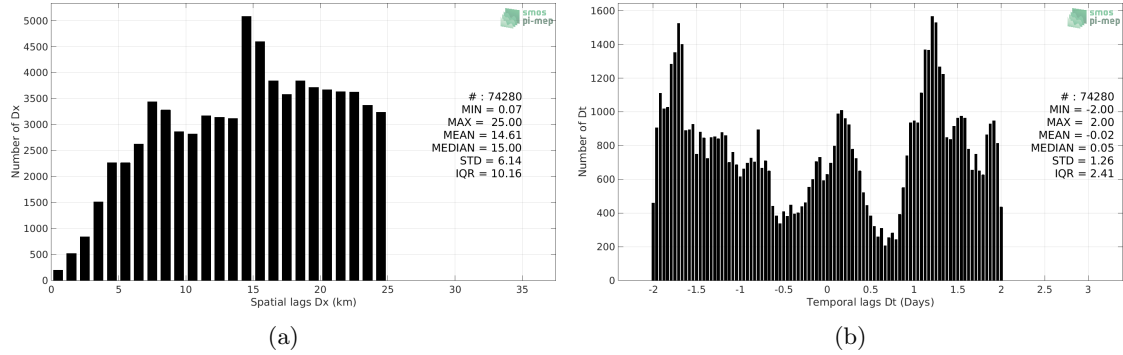 5000
4500
4000
3500
3000
2500
2000
1500
1000
500
0
Number of Dx
0 5 10 15 20 25 30 35
Spatial lags Dx (km)
smos
pi-mep
# : 74280
MIN = 0.07
MAX = 25.00
MEAN = 14.61
MEDIAN = 15.00
STD = 6.14
IQR = 10.16
(a)
1600
1400
1200
1000
800
600
400
200
0
Number of Dt
-2 -1.5 -1 -0.5 0 0.5 1 1.5 2 2.5 3
Temporal lags Dt (Days)
smos
pi-mep
# : 74280
MIN = -2.00
MAX = 2.00
MEAN = -0.02
MEDIAN = 0.05
STD = 1.26
IQR = 2.41
(b)